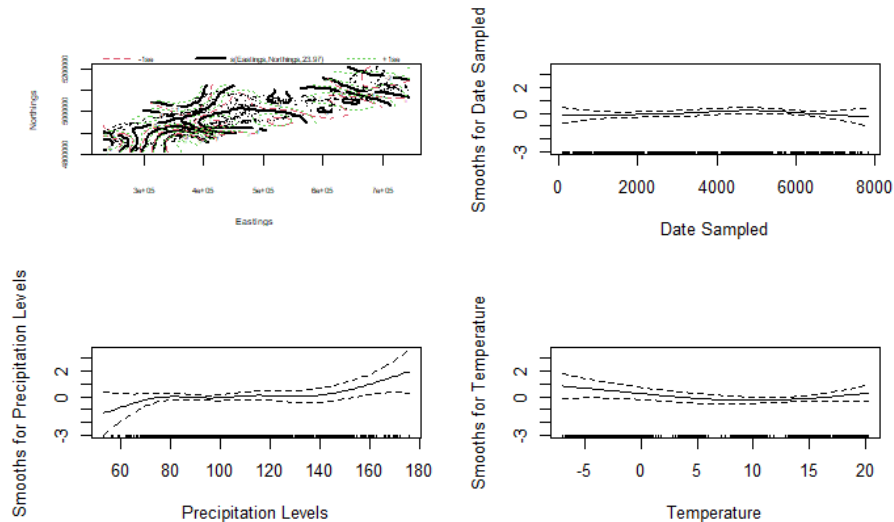 -1se s(Eastings,Northings,23.97) +1se
Northings
4800000 5000000 5200000
3e+05 4e+05 5e+05 6e+05 7e+05
Eastings
Smooths for Date Sampled
2
0
-3
0 2000 4000 6000 8000
Date Sampled
Smooths for Precipitation Levels
2
0
-3
60 80 100 120 140 160 180
Precipitation Levels
Smooths for Temperature
2
0
-3
-5 0 5 10 15 20
Temperature